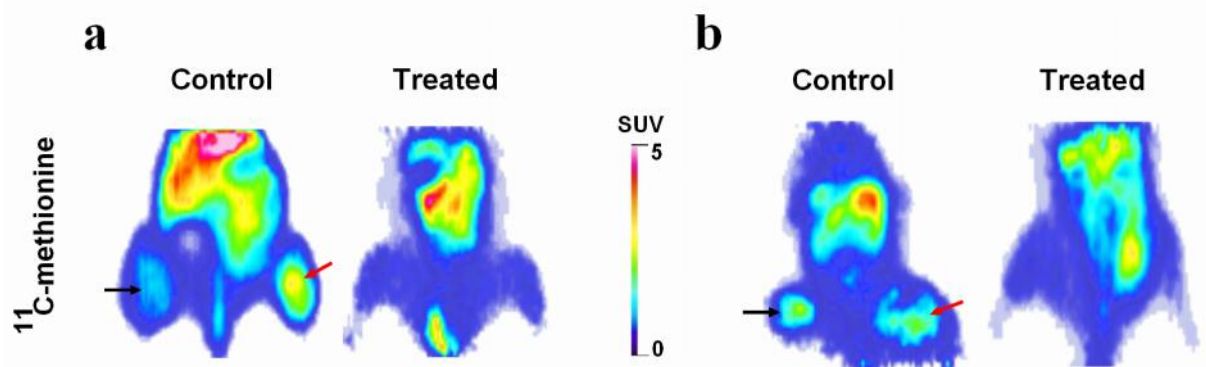 a
b
Control
Treated
Control
Treated
SUV
5
0
11C-methionine